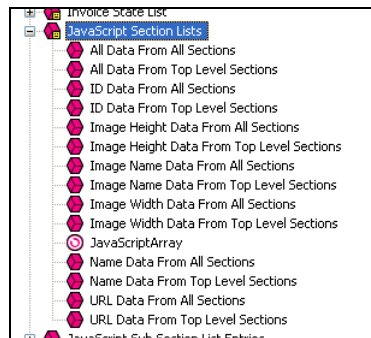 Invoice State List
JavaScript Section Lists
All Data From All Sections
All Data From Top Level Sections
ID Data From All Sections
ID Data From Top Level Sections
Image Height Data From All Sections
Image Height Data From Top Level Sections
Image Name Data From All Sections
Image Name Data From Top Level Sections
Image Width Data From All Sections
Image Width Data From Top Level Sections
JavaScriptArray
Name Data From All Sections
Name Data From Top Level Sections
URL Data From All Sections
URL Data From Top Level Sections
JavaScript Sub Section List Entries